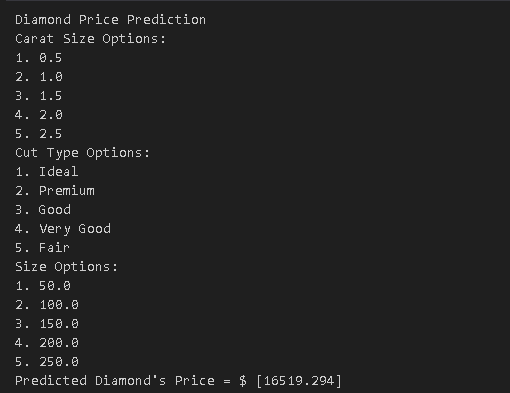 Diamond Price Prediction
Carat Size Options:
1. 0.5
2. 1.0
3. 1.5
4. 2.0
5. 2.5
Cut Type Options:
1. Ideal
2. Premium
3. Good
4. Very Good
5. Fair
Size Options:
1. 50.0
2. 100.0
3. 150.0
4. 200.0
5. 250.0
Predicted Diamond's Price = $ [16519.294]